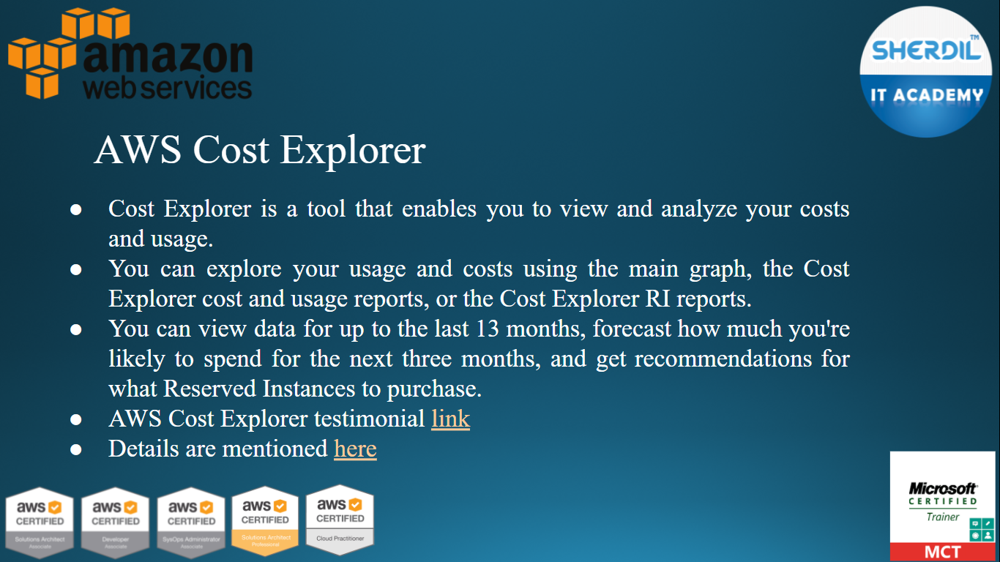 amazon
web services
SHERDIL™
IT ACADEMY
AWS Cost Explorer
● Cost Explorer is a tool that enables you to view and analyze your costs
and usage.
● You can explore your usage and costs using the main graph, the Cost
Explorer cost and usage reports, or the Cost Explorer RI reports.
● You can view data for up to the last 13 months, forecast how much you're
likely to spend for the next three months, and get recommendations for
what Reserved Instances to purchase.
● AWS Cost Explorer testimonial link
● Details are mentioned here
aws
CERTIFIED
Solutions Architect
Associate
aws
CERTIFIED
Developer
Associate
aws
CERTIFIED
SysOps Administrator
Associate
aws
CERTIFIED
Solutions Architect
Professional
aws
CERTIFIED
Cloud Practitioner
Microsoft
CERTIFIED
Trainer
MCT